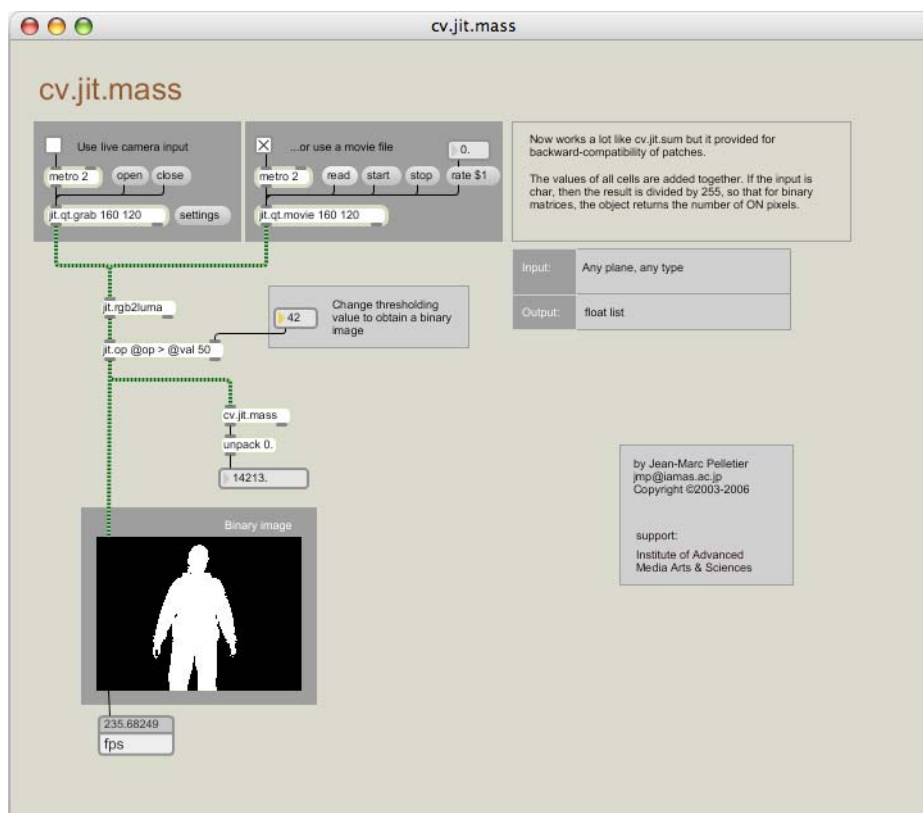 cv.jit.mass
cv.jit.mass
Use live camera input
metro 2
open
close
jit.qt.grab 160 120
settings
...or use a movie file
0.
metro 2
read
start
stop
rate $1
jit.qt.movie 160 120
Now works a lot like cv.jit.sum but it provided for
backward-compatibility of patches.
The values of all cells are added together. If the input is
char, then the result is divided by 255, so that for binary
matrices, the object returns the number of ON pixels.
Input:
Any plane, any type
Output:
float list
jit.rgb2luma
42
Change thresholding
value to obtain a binary
image
jit.op @op > @val 50
cv.jit.mass
unpack 0.
14213.
Binary image
235.68249
fps
by Jean-Marc Pelletier
jmp@iamas.ac.jp
Copyright ©2003-2006
support:
Institute of Advanced
Media Arts & Sciences